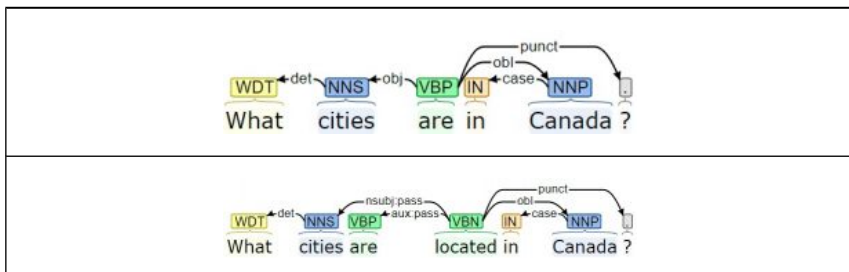 punct
obl
det obj case
WDT NNS VBP IN NNP .
What cities are in Canada ?
punct
nsubj:pass obl
det aux:pass case
WDT NNS VBP VBN IN NNP .
What cities are located in Canada ?